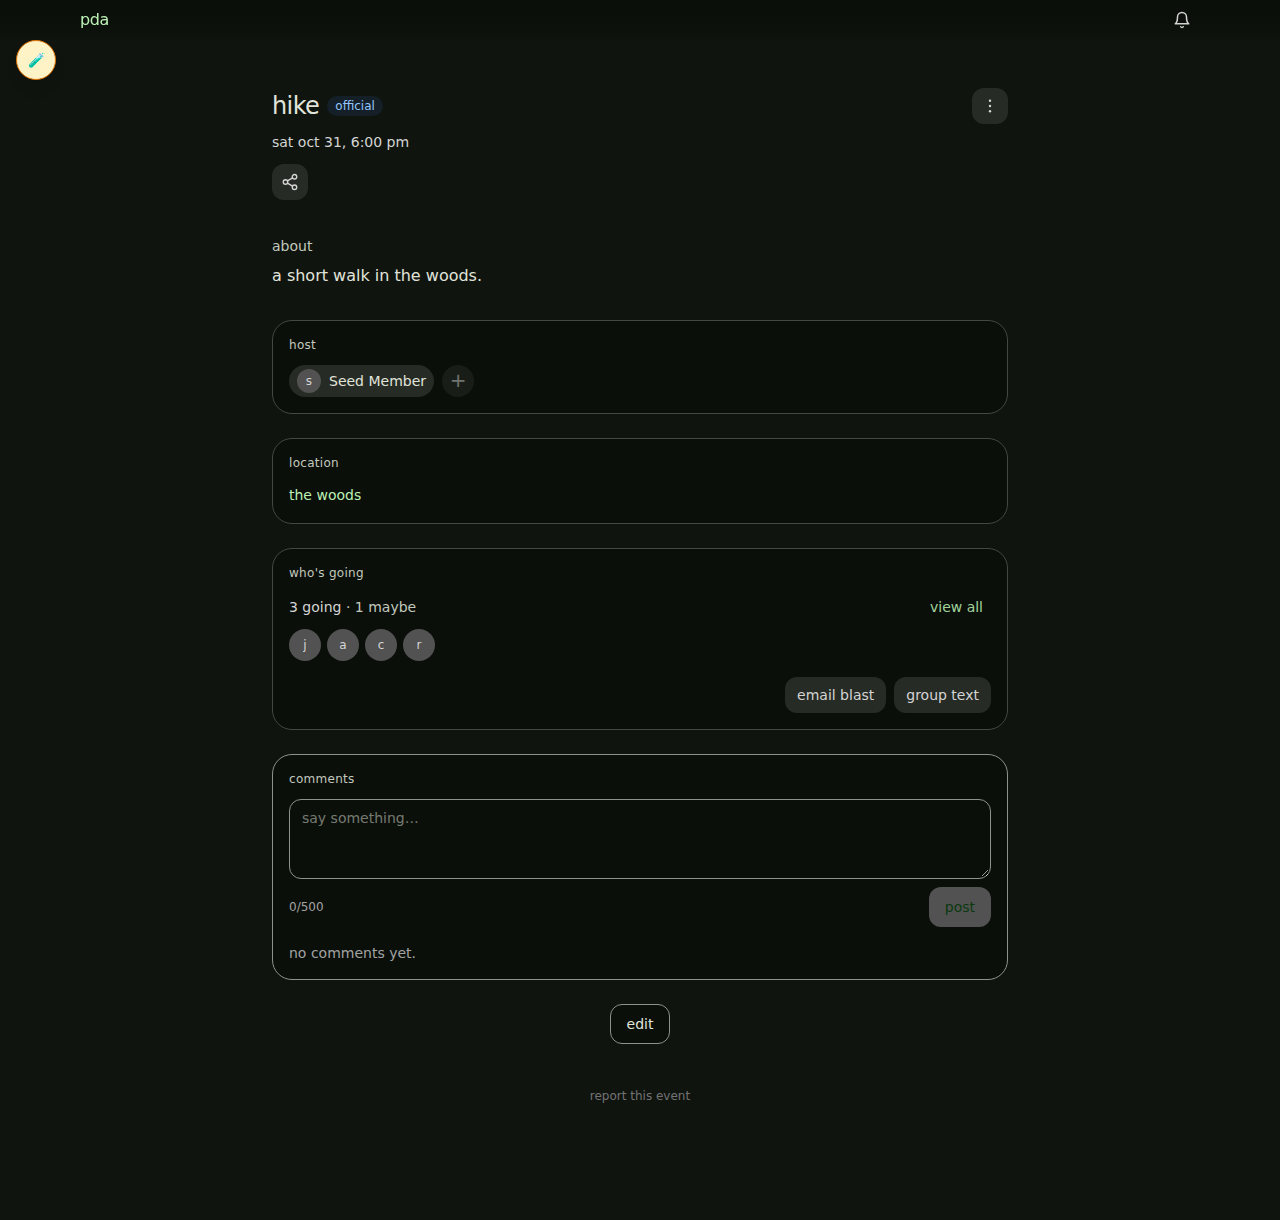 pda
hike official
sat oct 31, 6:00 pm
about
a short walk in the woods.
host
s Seed Member +
location
the woods
who's going
3 going · 1 maybe view all
j a c r
email blast group text
comments
say something…
0/500 post
no comments yet.
edit
report this event